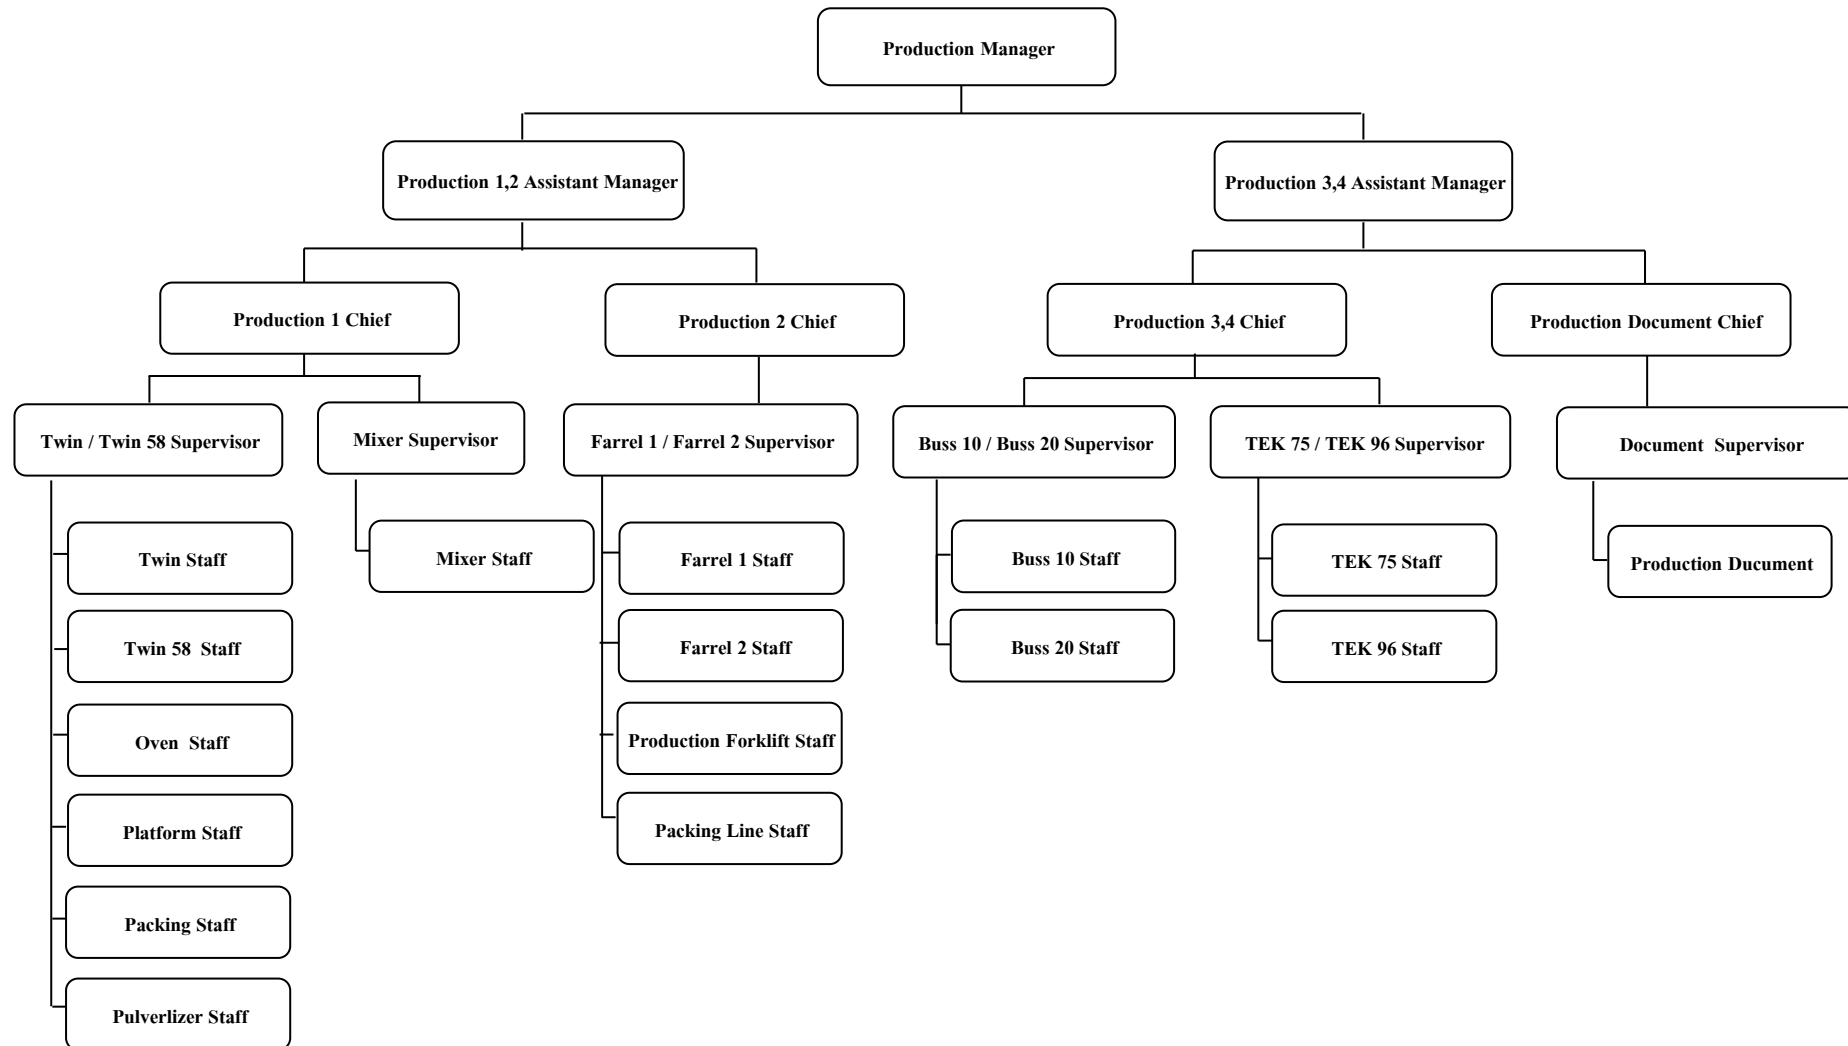 Production Manager
Production 1,2 Assistant Manager
Production 3,4 Assistant Manager
Production 1 Chief
Production 2 Chief
Production 3,4 Chief
Production Document Chief
Twin / Twin 58 Supervisor
Mixer Supervisor
Farrel 1 / Farrel 2 Supervisor
Buss 10 / Buss 20 Supervisor
TEK 75 / TEK 96 Supervisor
Document Supervisor
Twin Staff
Mixer Staff
Farrel 1 Staff
Buss 10 Staff
TEK 75 Staff
Production Ducument
Twin 58 Staff
Farrel 2 Staff
Buss 20 Staff
TEK 96 Staff
Oven Staff
Production Forklift Staff
Platform Staff
Packing Line Staff
Packing Staff
Pulverlizer Staff